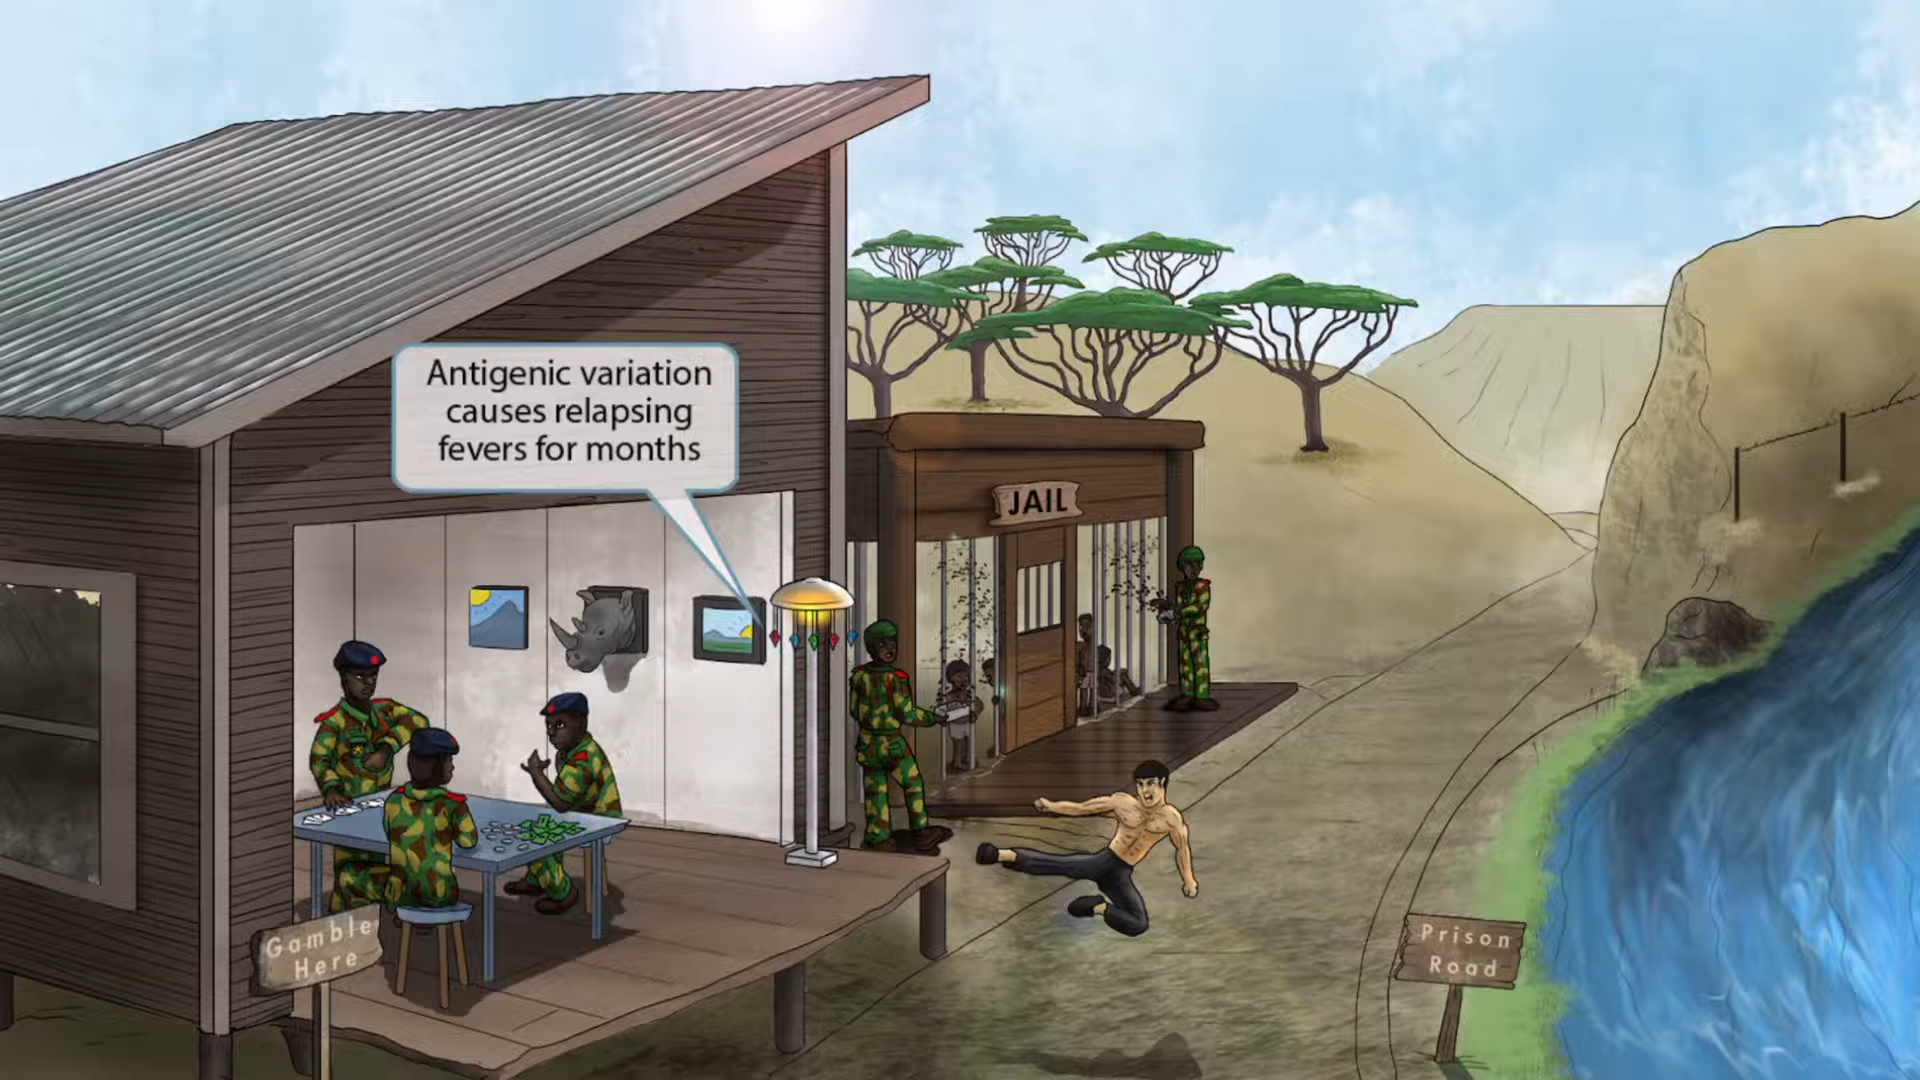 Antigenic variation
causes relapsing
fevers for months
JAIL
Gamble
Here
Prison
Road